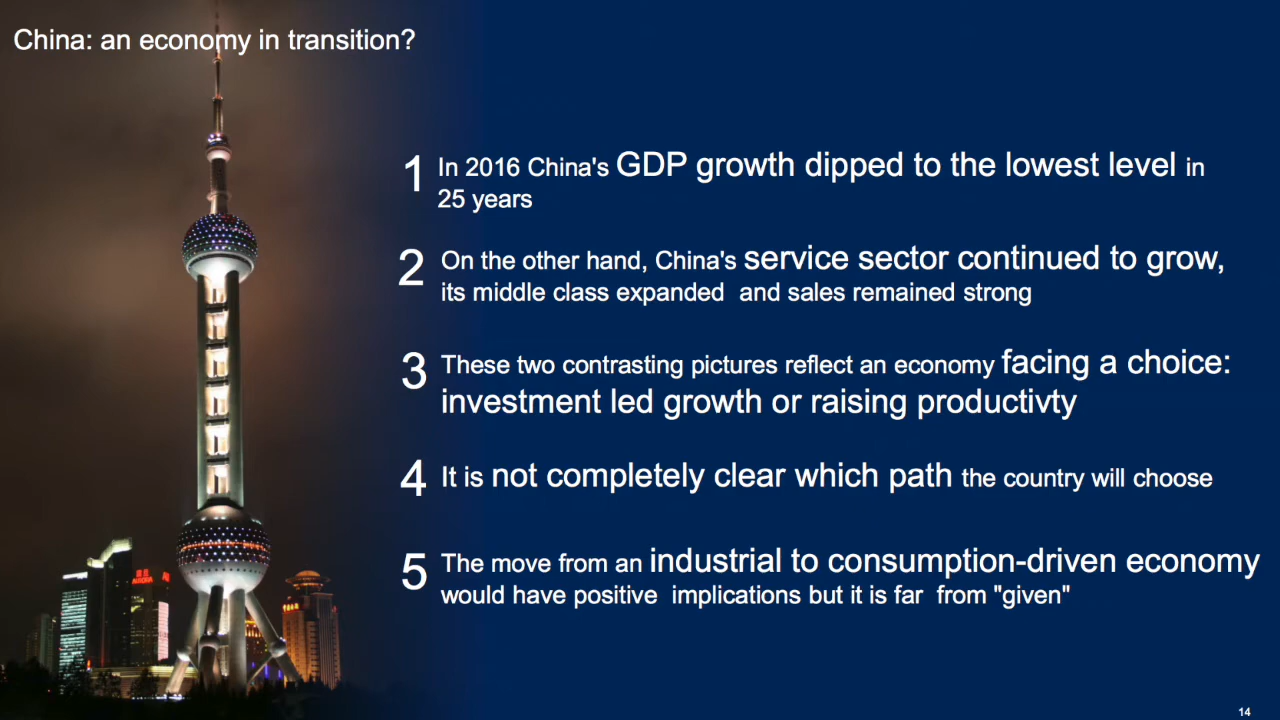 China: an economy in transition?
1 In 2016 China's GDP growth dipped to the lowest level in
25 years
2 On the other hand, China's service sector continued to grow,
its middle class expanded  and sales remained strong
3 These two contrasting pictures reflect an economy facing a choice:
investment led growth or raising productivty
4 It is not completely clear which path the country will choose
5 The move from an industrial to consumption-driven economy
would have positive  implications but it is far  from "given"
AURORA
14